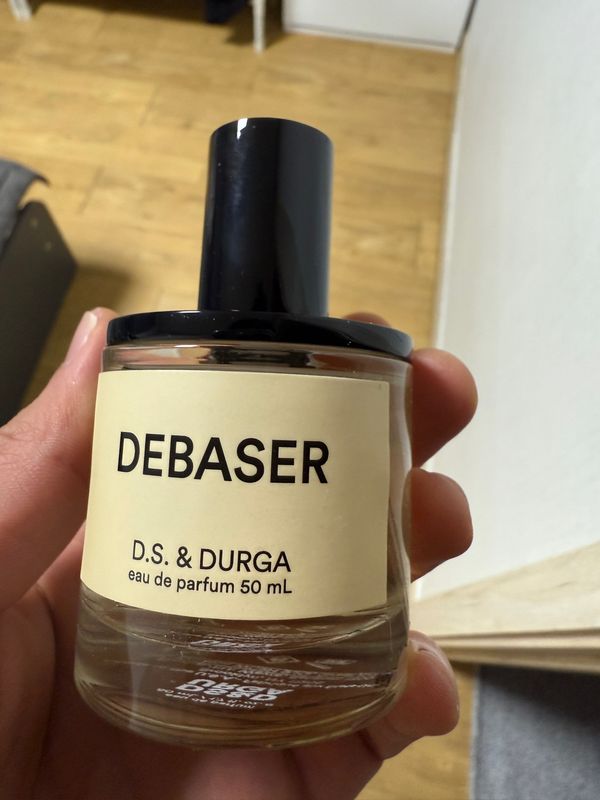 DEBASER
D.S. & DURGA
eau de parfum 50 mL